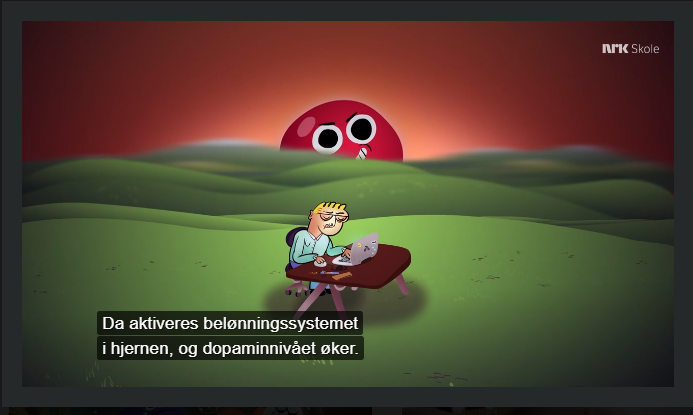 NRK Skole
Da aktiveres belønningssystemet
i hjernen, og dopaminnivået øker.